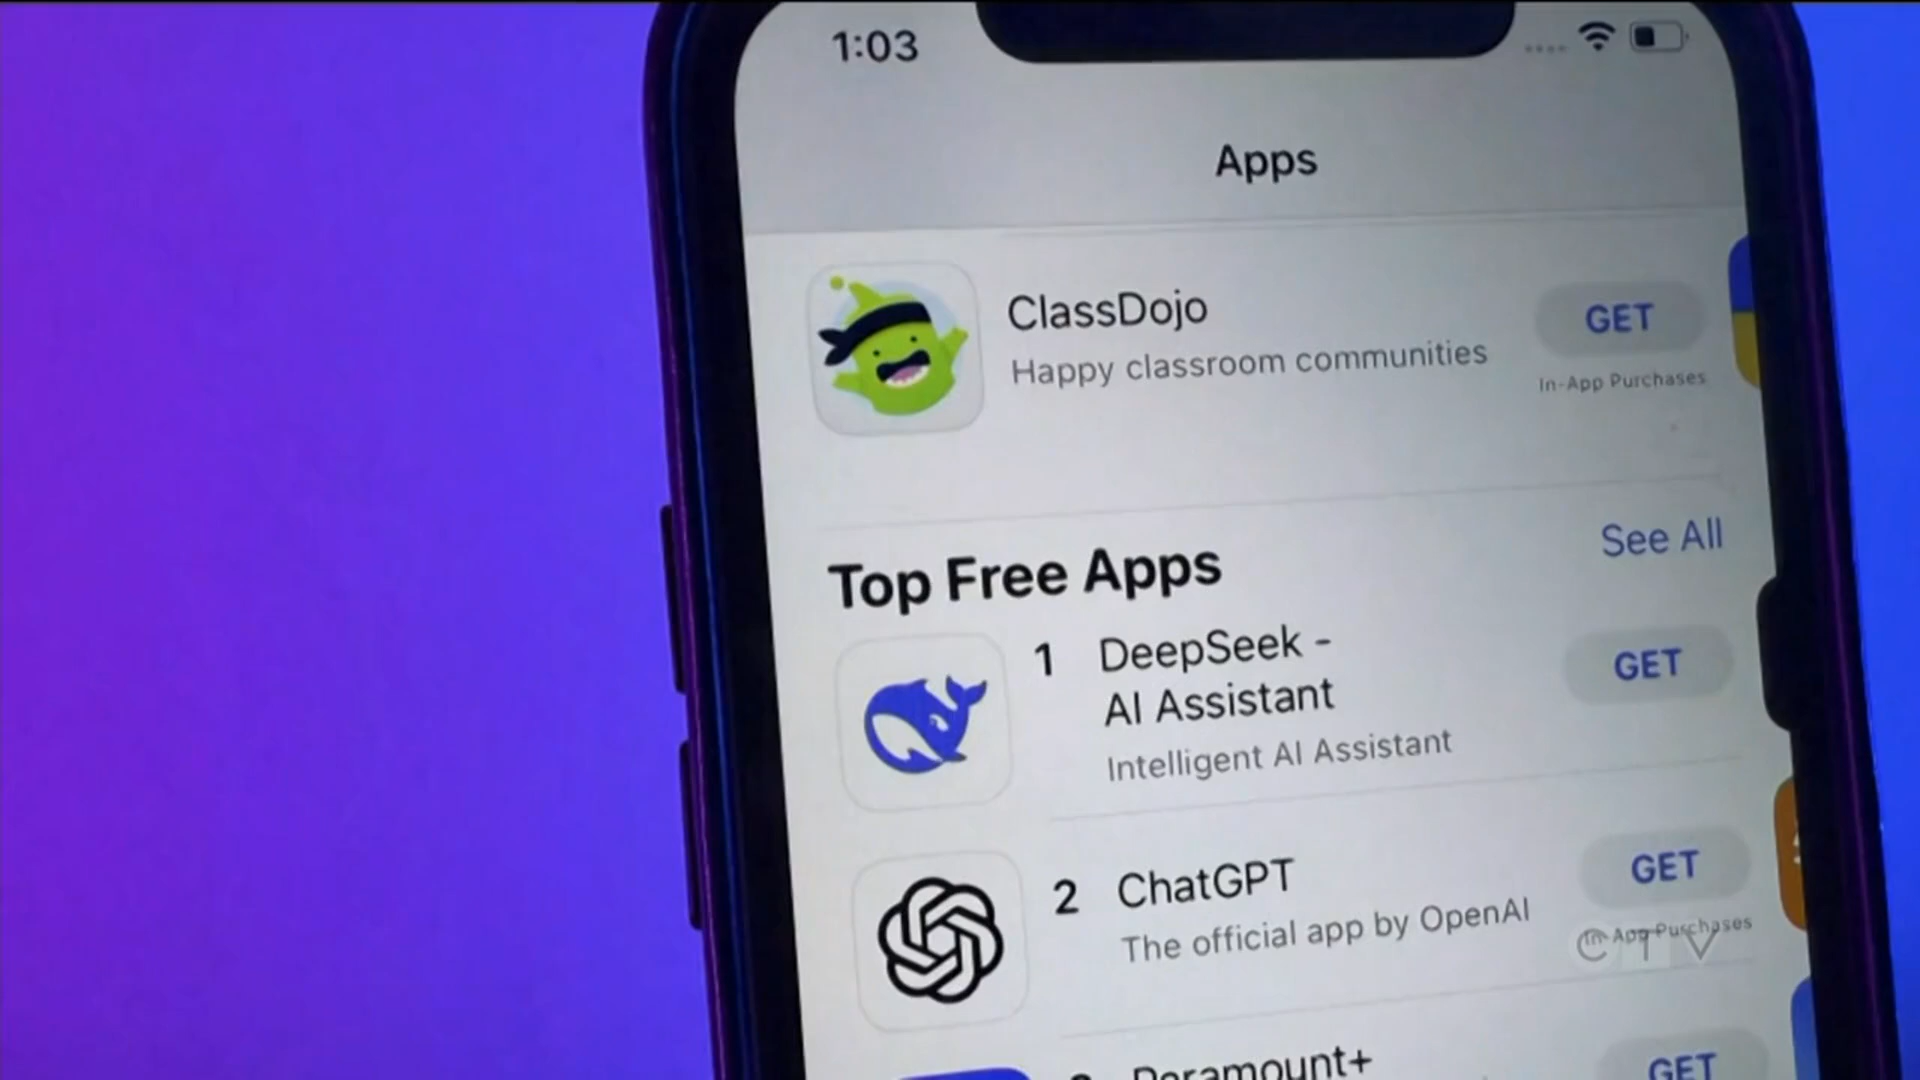 1:03
Apps
ClassDojo
Happy classroom communities
GET
In-App Purchases
Top Free Apps
See All
1
DeepSeek -
AI Assistant
Intelligent AI Assistant
GET
2
ChatGPT
The official app by OpenAI
GET
In-App Purchases
CTV
Paramount+
GET